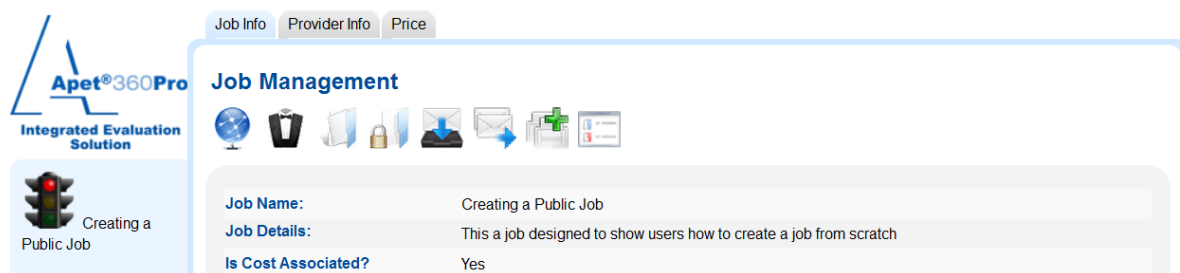 Job Info Provider Info Price
Apet®360Pro
Integrated Evaluation
Solution
Job Management
Creating a
Public Job
Job Name: Creating a Public Job
Job Details: This a job designed to show users how to create a job from scratch
Is Cost Associated? Yes